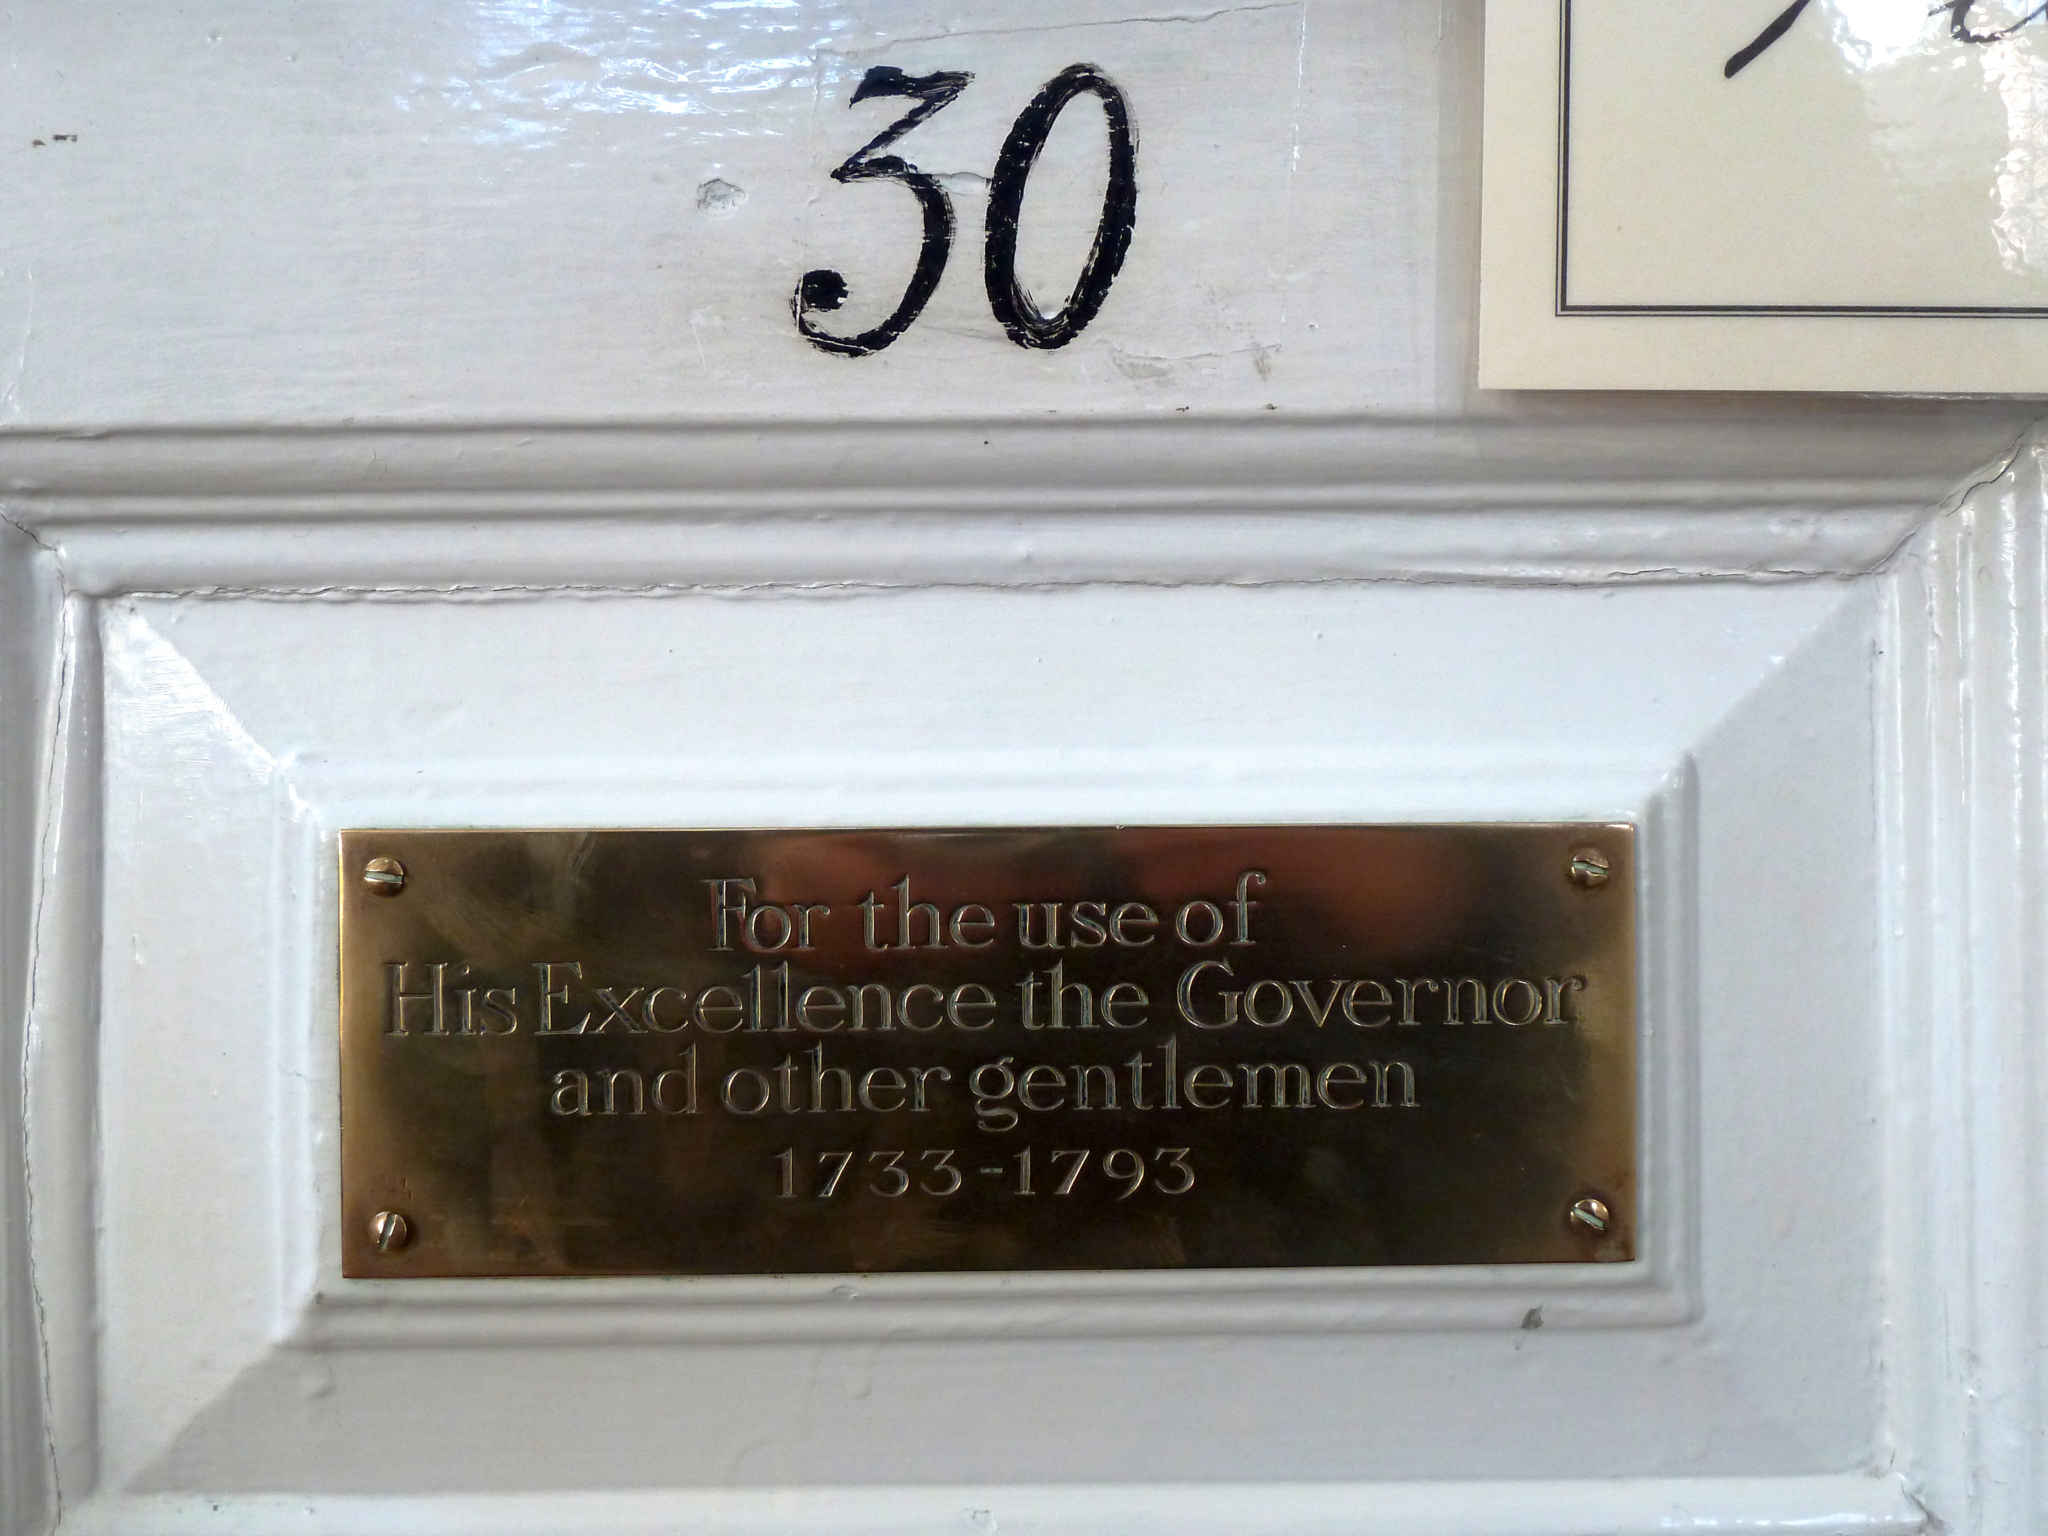 30
For the use of
His Excellence the Governor
and other gentlemen
1733-1793